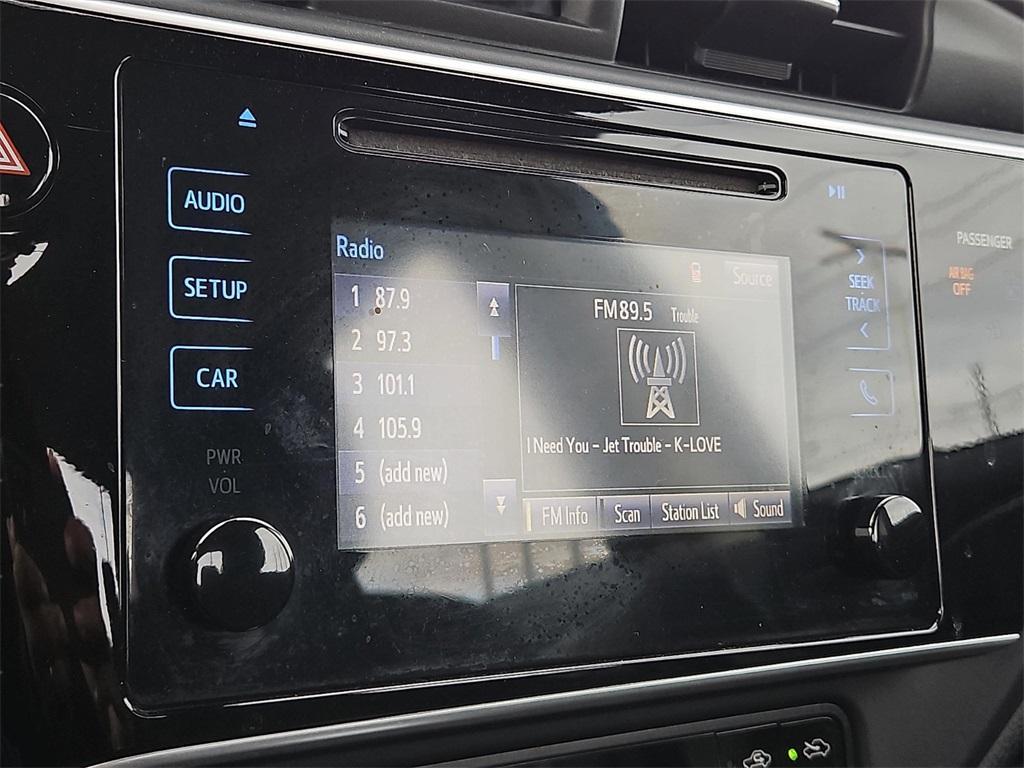 AUDIO
SETUP
CAR
PWR
VOL
Radio
Source
1 87.9
2 97.3
3 101.1
4 105.9
5 (add new)
6 (add new)
FM 89.5 Trouble
I Need You - Jet Trouble - K-LOVE
FM Info Scan Station List Sound
> SEEK
TRACK
<
PASSENGER
AIR BAG
OFF